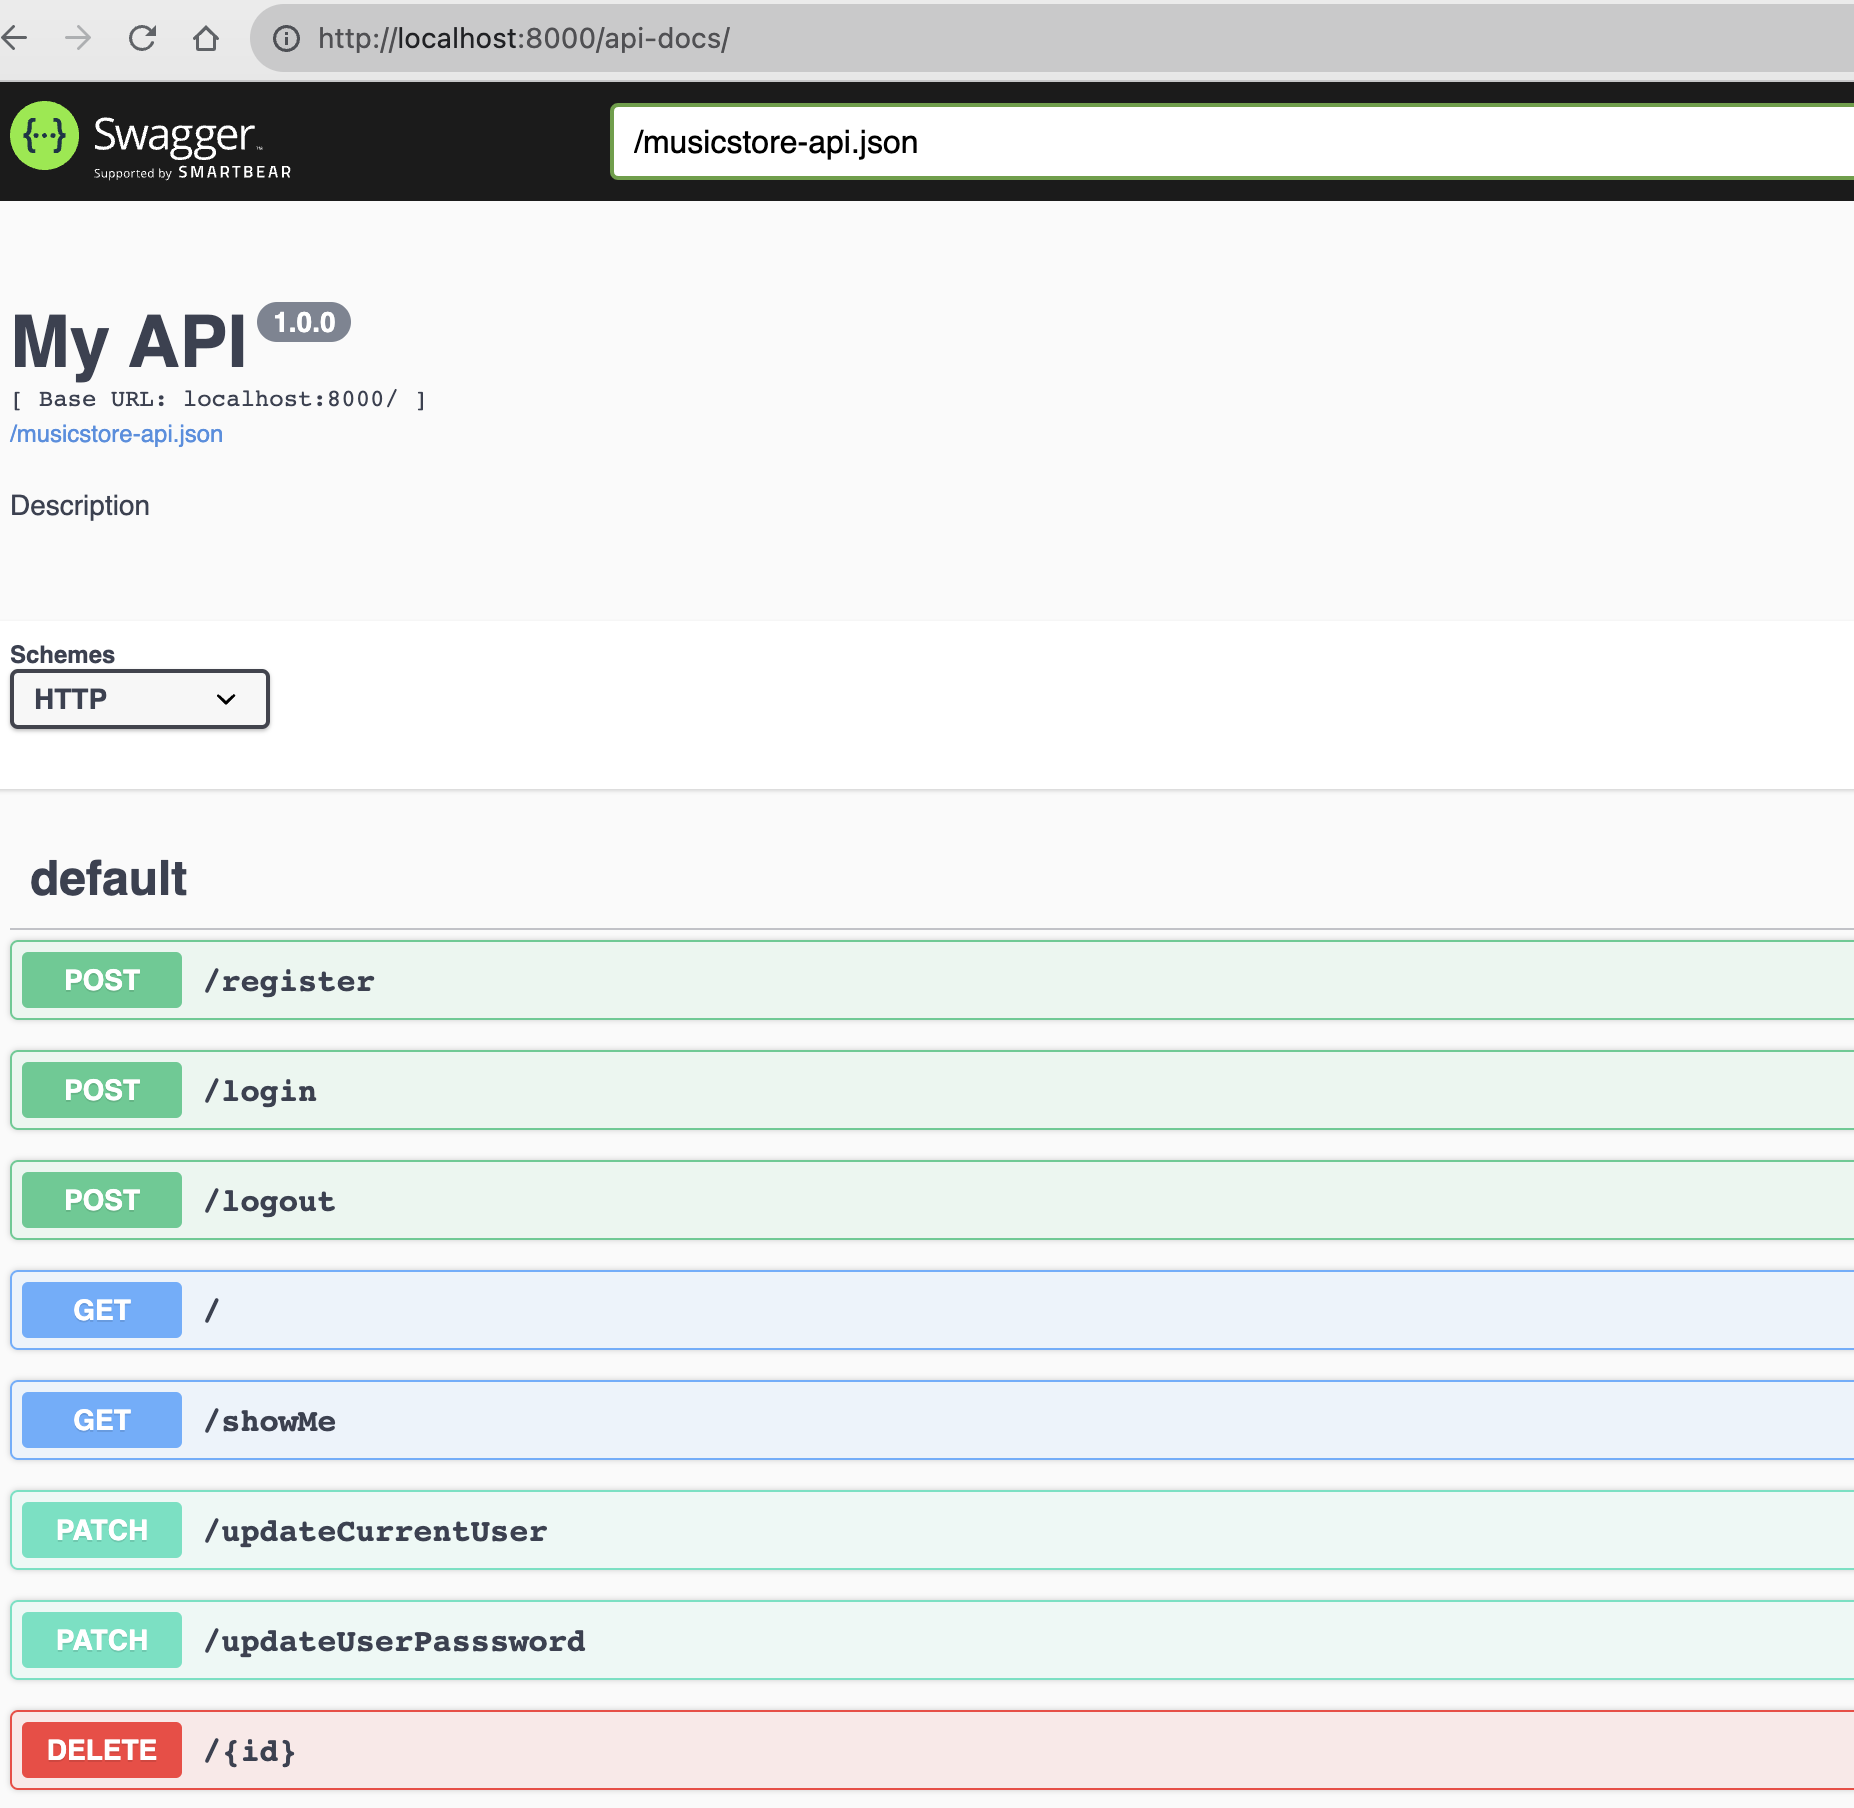 http://localhost:8000/api-docs/
{···} Swagger™
Supported by SMARTBEAR
/musicstore-api.json
My API 1.0.0
[ Base URL: localhost:8000/ ]
/musicstore-api.json
Description
Schemes
HTTP
default
POST /register
POST /login
POST /logout
GET /
GET /showMe
PATCH /updateCurrentUser
PATCH /updateUserPasssword
DELETE /{id}